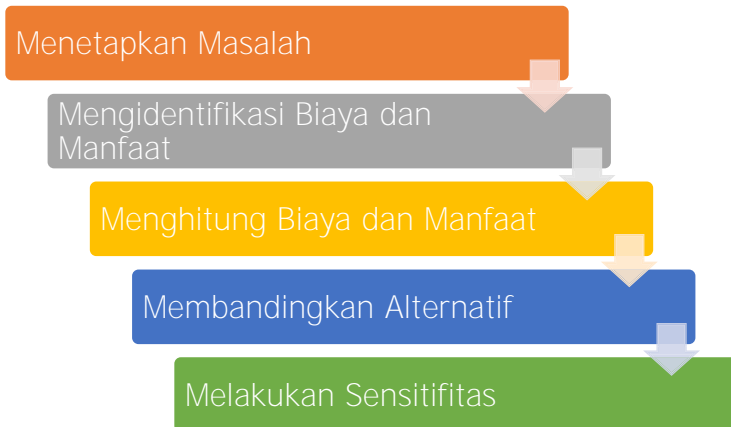 Menetapkan Masalah
Mengidentifikasi Biaya dan
Manfaat
Menghitung Biaya dan Manfaat
Membandingkan Alternatif
Melakukan Sensitifitas